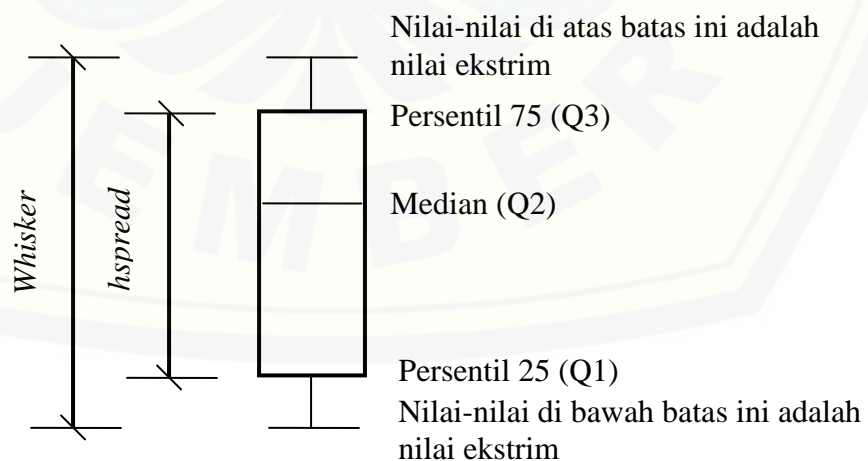 Nilai-nilai di atas batas ini adalah
nilai ekstrim
Persentil 75 (Q3)
Whisker
hspread
Median (Q2)
Persentil 25 (Q1)
Nilai-nilai di bawah batas ini adalah
nilai ekstrim
JEMBER